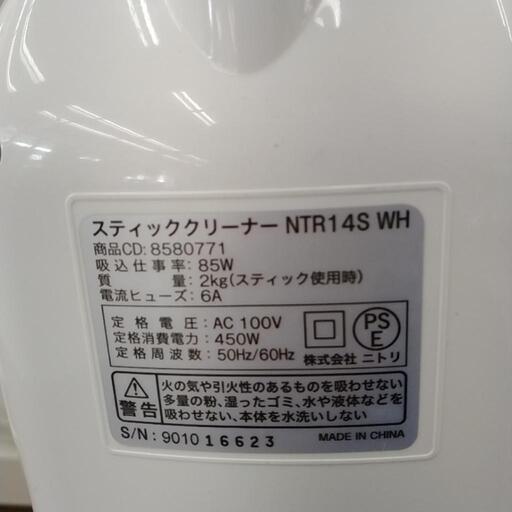 スティッククリーナー NTR14S WH
商品CD: 8580771
吸込仕事率: 85W
質　　　量: 2kg(スティック使用時)
電流ヒューズ: 6A
定格電圧: AC 100V
定格消費電力: 450W
定格周波数: 50Hz/60Hz
PS
E
株式会社 ニトリ
警告
火の気や引火性のあるものを吸わせない
多量の粉、湿ったゴミ、水や液体などを
吸わせない、本体を水洗いしない
S/N: 9010 16623
MADE IN CHINA